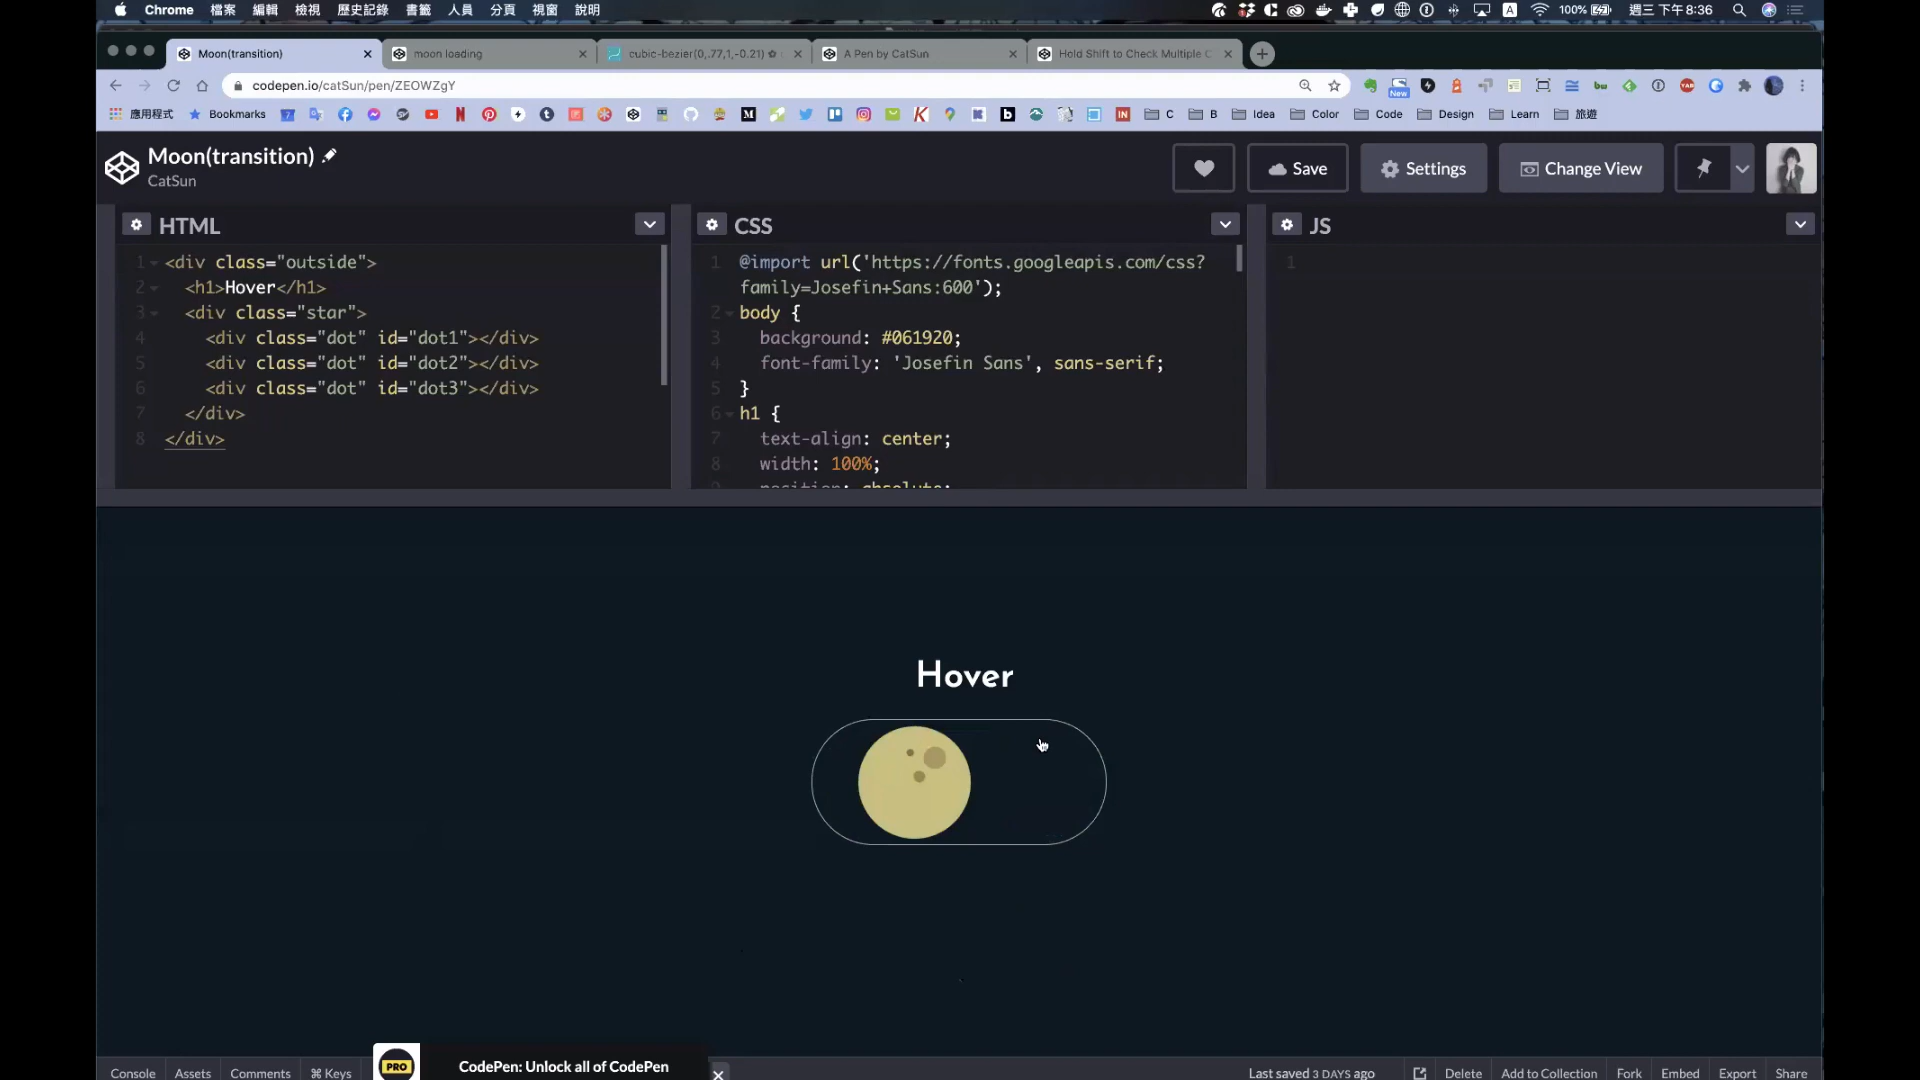 Chrome 檔案 編輯 檢視 歷史記錄 書籤 人員 分頁 視窗 說明 A 100% 週三 下午8:36
Moon(transition) moon loading cubic-bezier(0,.77,1,-0.21) A Pen by CatSun Hold Shift to Check Multiple C
codepen.io/catSun/pen/ZEOWZgY New
應用程式 Bookmarks C B Idea Color Code Design Learn 旅遊
Moon(transition)
CatSun
Save Settings Change View
HTML
1 <div class="outside">
2 <h1>Hover</h1>
3 <div class="star">
4 <div class="dot" id="dot1"></div>
5 <div class="dot" id="dot2"></div>
6 <div class="dot" id="dot3"></div>
7 </div>
8 </div>
CSS
1 @import url('https://fonts.googleapis.com/css?
family=Josefin+Sans:600');
2 body {
3 background: #061920;
4 font-family: 'Josefin Sans', sans-serif;
5 }
6 h1 {
7 text-align: center;
8 width: 100%;
9 position: absolute;
JS
1
Hover
Console Assets Comments ⌘ Keys
PRO CodePen: Unlock all of CodePen
Last saved 3 DAYS ago Delete Add to Collection Fork Embed Export Share